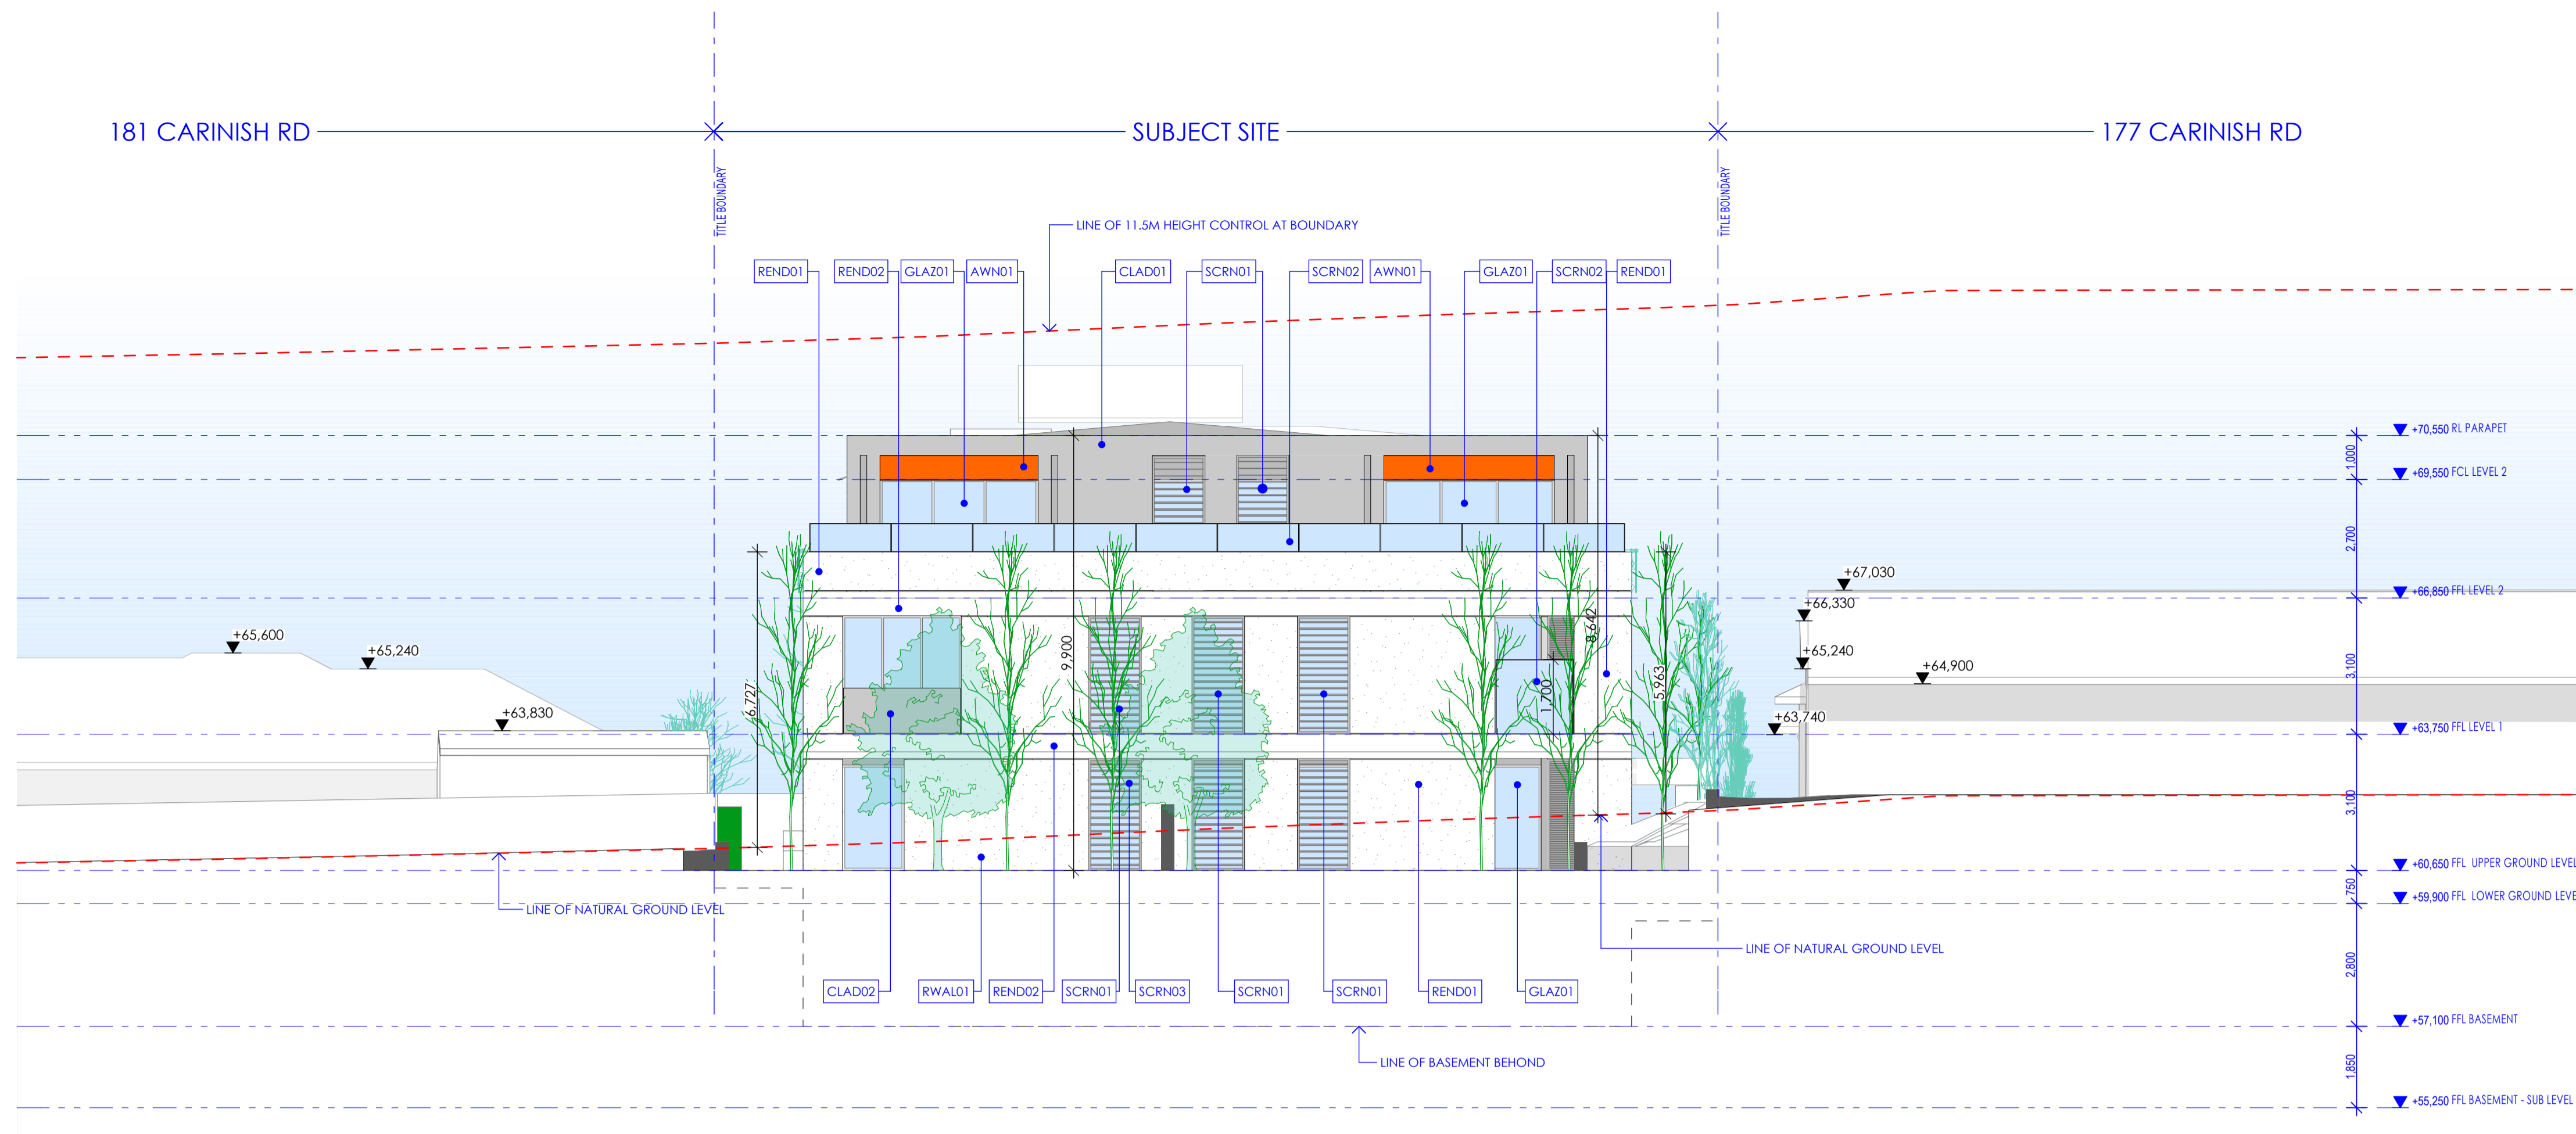 181 CARINISH RD
SUBJECT SITE
177 CARINISH RD
TITLE BOUNDARY
TITLE BOUNDARY
LINE OF 11.5M HEIGHT CONTROL AT BOUNDARY
REND01
REND02
GLAZ01
AWN01
CLAD01
SCRN01
SCRN02
AWN01
GLAZ01
SCRN02
REND01
+70,550 RL PARAPET
1,000
+69,550 FCL LEVEL 2
2,700
+67,030
+66,850 FFL LEVEL 2
+66,330
+65,600
+65,240
9,900
8,642
+65,240
+64,900
3,100
6,727
1,700
5,963
+63,830
+63,740
+63,750 FFL LEVEL 1
3,100
+60,650 FFL UPPER GROUND LEVEL
750
+59,900 FFL LOWER GROUND LEVE
LINE OF NATURAL GROUND LEVEL
LINE OF NATURAL GROUND LEVEL
2,800
CLAD02
RWAL01
REND02
SCRN01
SCRN03
SCRN01
SCRN01
REND01
GLAZ01
+57,100 FFL BASEMENT
LINE OF BASEMENT BEHOND
1,850
+55,250 FFL BASEMENT - SUB LEVEL